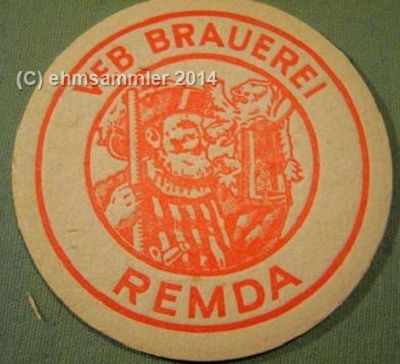 VEB BRAUEREI
(C) ehmsammler 2014
REMDA